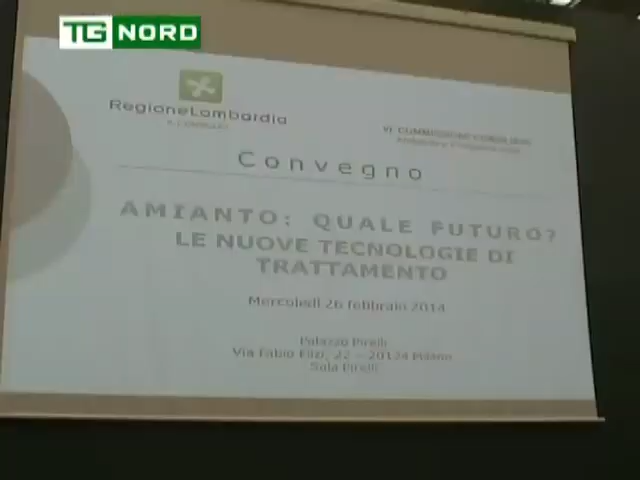 TG NORD
RegioneLombardia
Convegno
AMIANTO: QUALE FUTURO?
LE NUOVE TECNOLOGIE DI
TRATTAMENTO
Mercoledì 26 febbraio 2014
Palazzo Pirelli
Via Fabio Filzi, 22 – 20124 Milano
Sala Pirelli